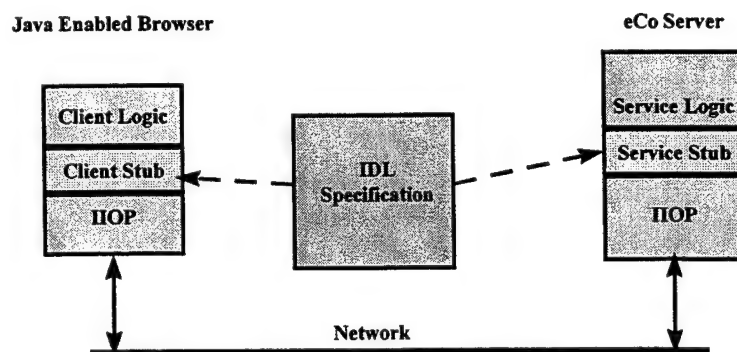 Java Enabled Browser
eCo Server
Client Logic
Client Stub
IIOP
IDL
Specification
Service Logic
Service Stub
IIOP
Network